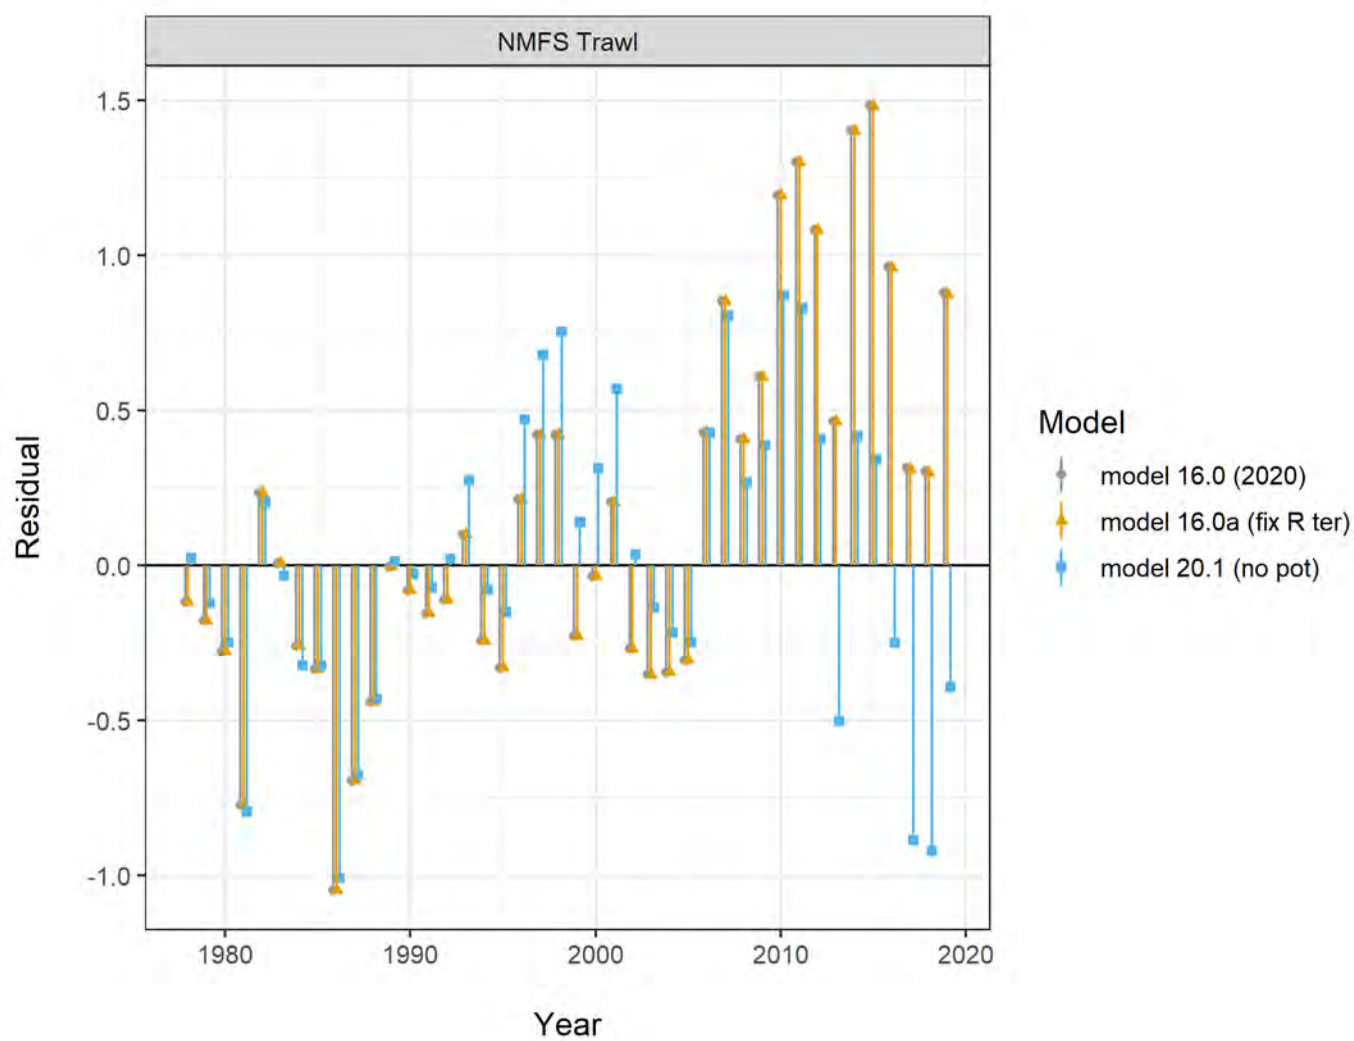 NMFS Trawl
1.5
1.0
0.5
0.0
-0.5
-1.0
Residual
1980 1990 2000 2010 2020
Year
Model
model 16.0 (2020)
model 16.0a (fix R ter)
model 20.1 (no pot)